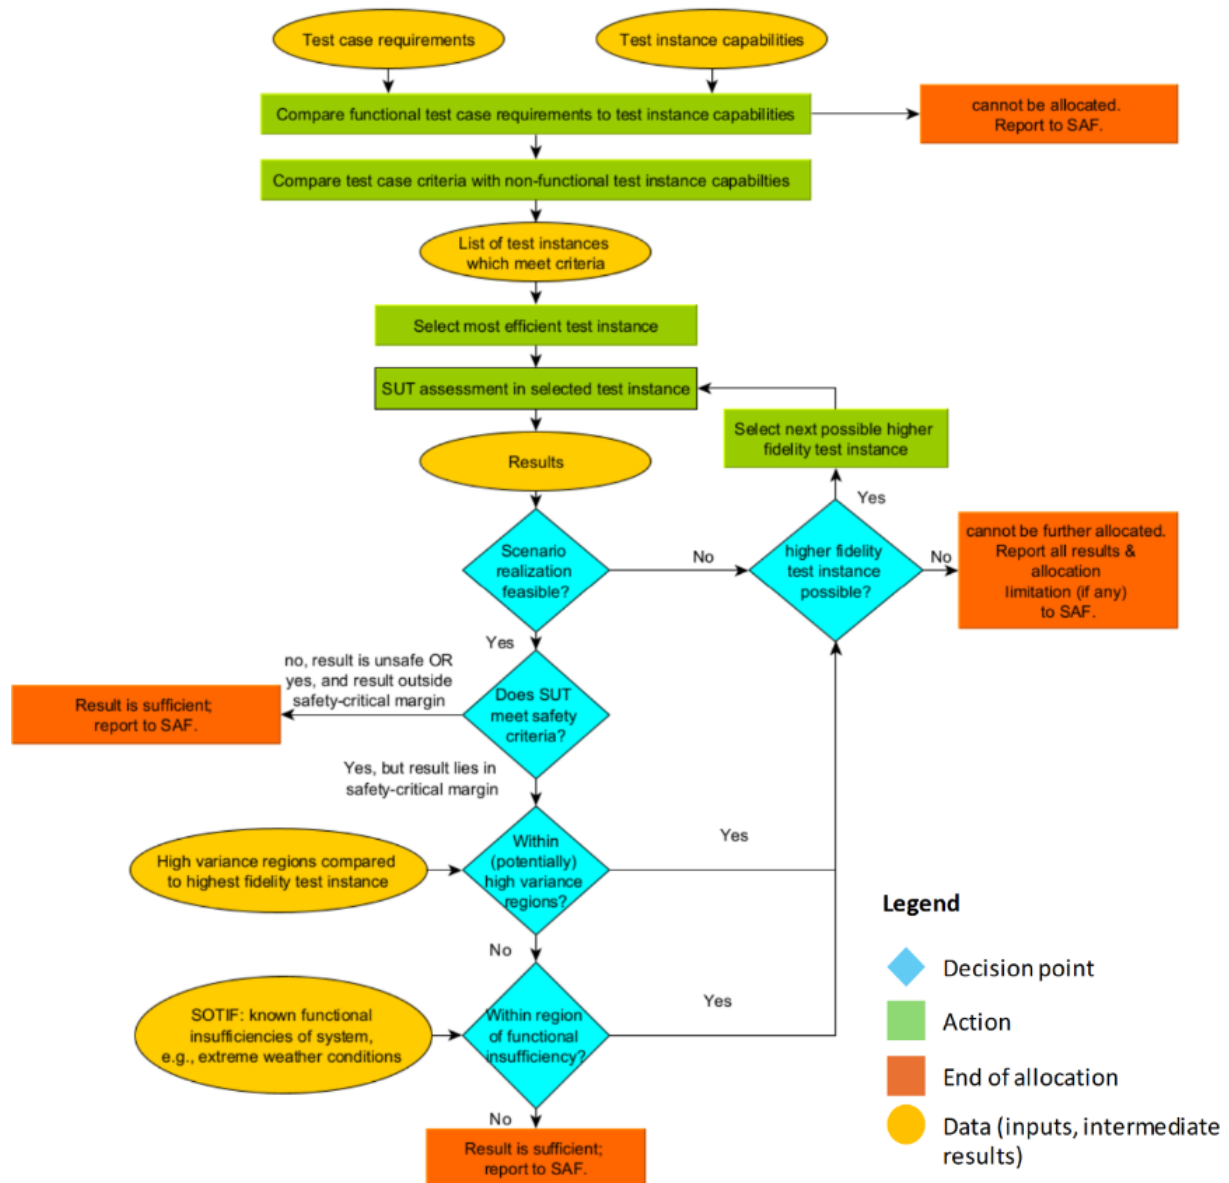 Test case requirements
Test instance capabilities
Compare functional test case requirements to test instance capabilities
cannot be allocated.
Report to SAF.
Compare test case criteria with non-functional test instance capabilties
List of test instances
which meet criteria
Select most efficient test instance
SUT assessment in selected test instance
Select next possible higher
fidelity test instance
Results
Yes
Scenario
realization
feasible?
No
higher fidelity
test instance
possible?
No
cannot be further allocated.
Report all results &
allocation
limitation (if any)
to SAF.
Yes
no, result is unsafe OR
yes, and result outside
safety-critical margin
Result is sufficient;
report to SAF.
Does SUT
meet safety
criteria?
Yes, but result lies in
safety-critical margin
High variance regions compared
to highest fidelity test instance
Within
(potentially)
high variance
regions?
Yes
No
SOTIF: known functional
insufficiencies of system,
e.g., extreme weather conditions
Within region
of functional
insufficiency?
Yes
No
Result is sufficient;
report to SAF.
Legend
Decision point
Action
End of allocation
Data (inputs, intermediate
results)